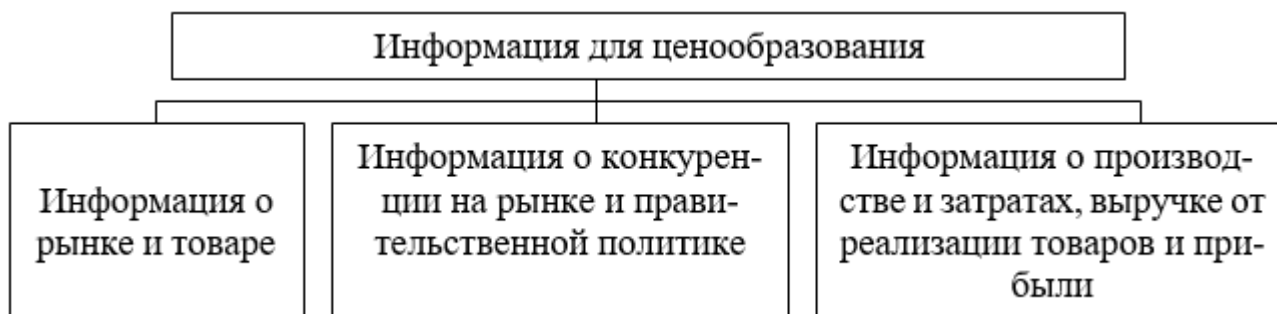 Информация для ценообразования
Информация о
рынке и товаре
Информация о конкурен-
ции на рынке и прави-
тельственной политике
Информация о производ-
стве и затратах, выручке от
реализации товаров и при-
были